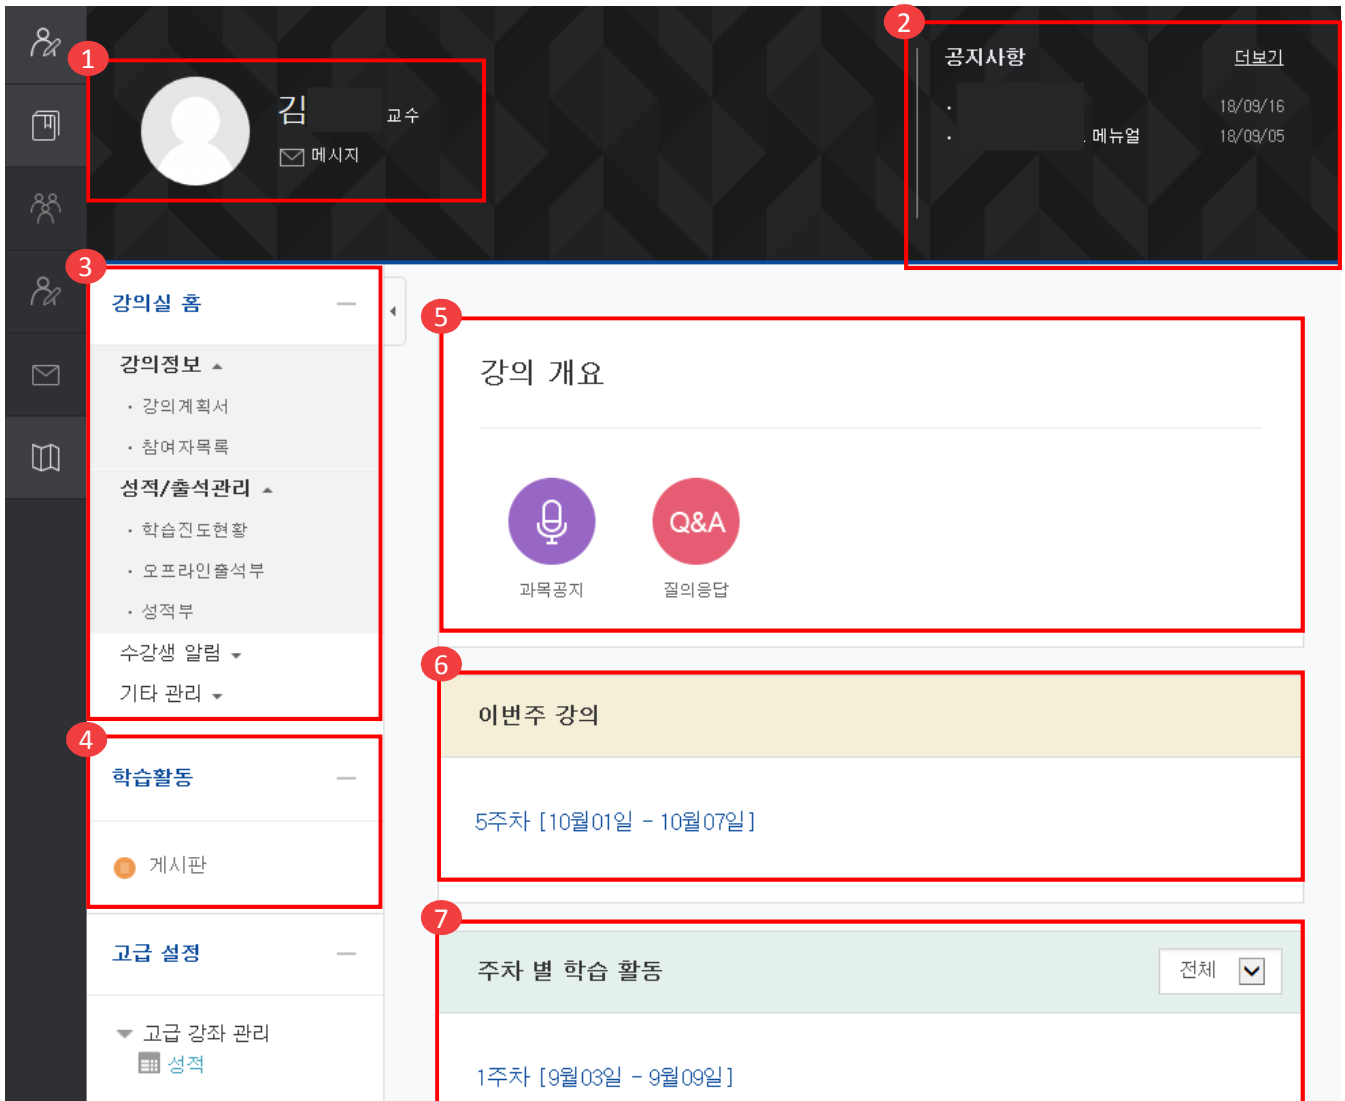 1
김 교수
메시지
2
공지사항 더보기
· 18/09/16
· . 메뉴얼 18/09/05
3
강의실 홈
강의정보
· 강의계획서
· 참여자목록
성적/출석관리
· 학습진도현황
· 오프라인출석부
· 성적부
수강생 알림
기타 관리
4
학습활동
게시판
고급 설정
고급 강좌 관리
성적
5
강의 개요
Q&A
과목공지 질의응답
6
이번주 강의
5주차 [10월01일 - 10월07일]
7
주차 별 학습 활동 전체
1주차 [9월03일 - 9월09일]